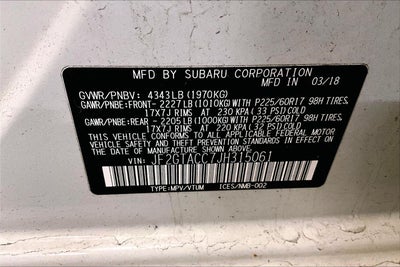 MFD BY SUBARU CORPORATION
MADE IN JAPAN 03/18
GVWR/PNBV: 4343LB (1970KG)
GAWR/PNBE:FRONT- 2227LB (1010KG) WITH P225/60R17 98H TIRES,
17X7J RIMS AT 230 KPA( 33 PSI)COLD
GAWR/PNBE:REAR -2205LB (1000KG) WITH P225/60R17 98H TIRES,
17X7J RIMS AT 220 KPA( 32 PSI)COLD
THIS VEHICLE CONFORMS TO ALL APPLICABLE FEDERAL MOTOR
VEHICLE SAFETY AND THEFT PREVENTION STANDARDS IN
EFFECT ON THE DATE OF MANUFACTURE SHOWN ABOVE.
VIN: JF2GTACC7JH315061
TYPE:MPV/VTUM ICES/NMB-002